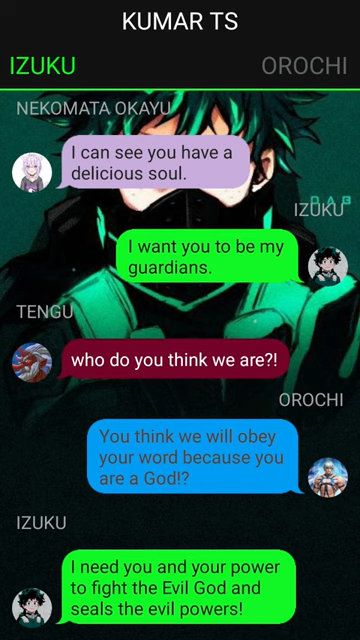 KUMAR TS
IZUKU
OROCHI
NEKOMATA OKAYU
I can see you have a
delicious soul.
IZUKU
I want you to be my
guardians.
TENGU
who do you think we are?!
OROCHI
You think we will obey
your word because you
are a God!?
IZUKU
I need you and your power
to fight the Evil God and
seals the evil powers!